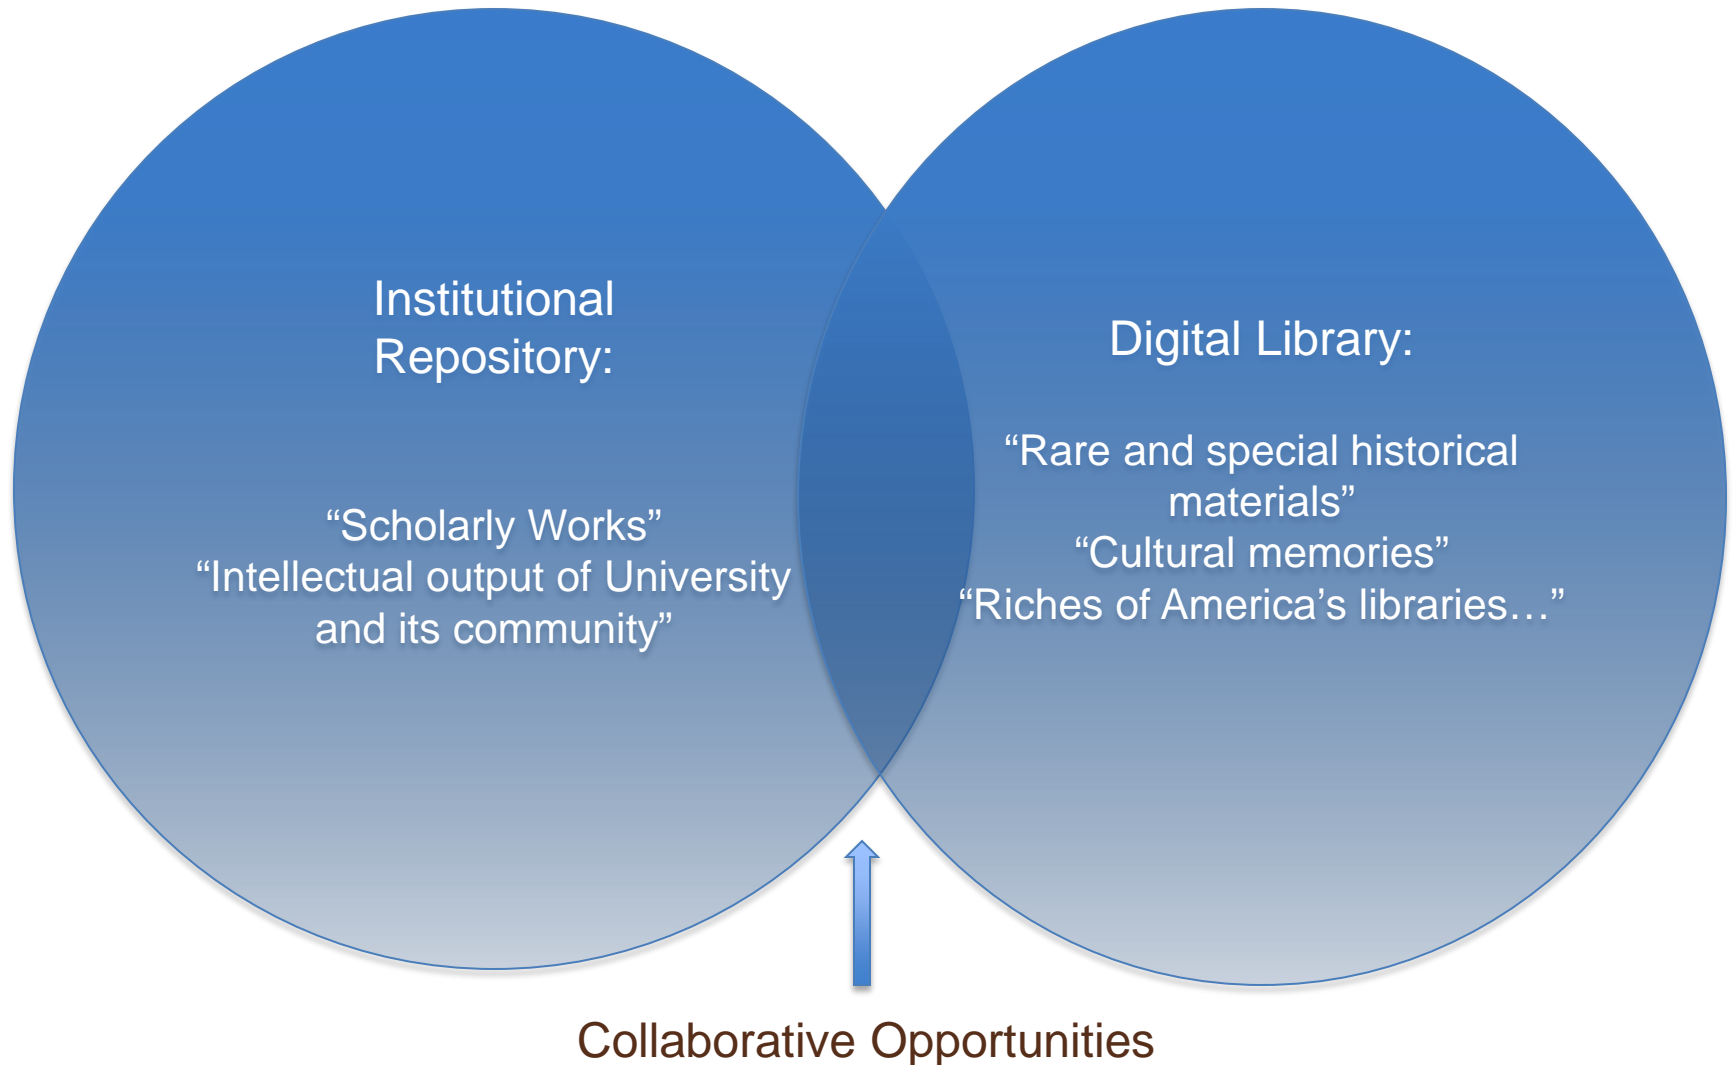 Institutional
Repository:
“Scholarly Works”
“Intellectual output of University
and its community”
Digital Library:
“Rare and special historical
materials”
“Cultural memories”
“Riches of America’s libraries…”
Collaborative Opportunities